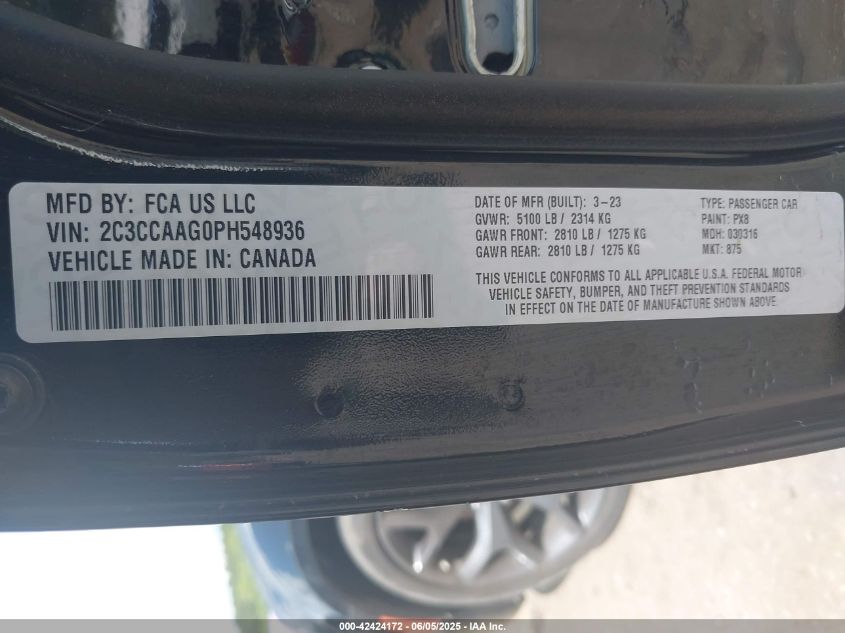 MFD BY: FCA US LLC
VIN: 2C3CCAAG0PH548936
VEHICLE MADE IN: CANADA
DATE OF MFR (BUILT): 3-23
GVWR: 5100 LB / 2314 KG
GAWR FRONT: 2810 LB / 1275 KG
GAWR REAR: 2810 LB / 1275 KG
TYPE: PASSENGER CAR
PAINT: PX8
MDH: 030316
MKT: 875
THIS VEHICLE CONFORMS TO ALL APPLICABLE U.S.A. FEDERAL MOTOR
VEHICLE SAFETY, BUMPER, AND THEFT PREVENTION STANDARDS
IN EFFECT ON THE DATE OF MANUFACTURE SHOWN ABOVE
000-42424172 - 06/05/2025 - IAA Inc.